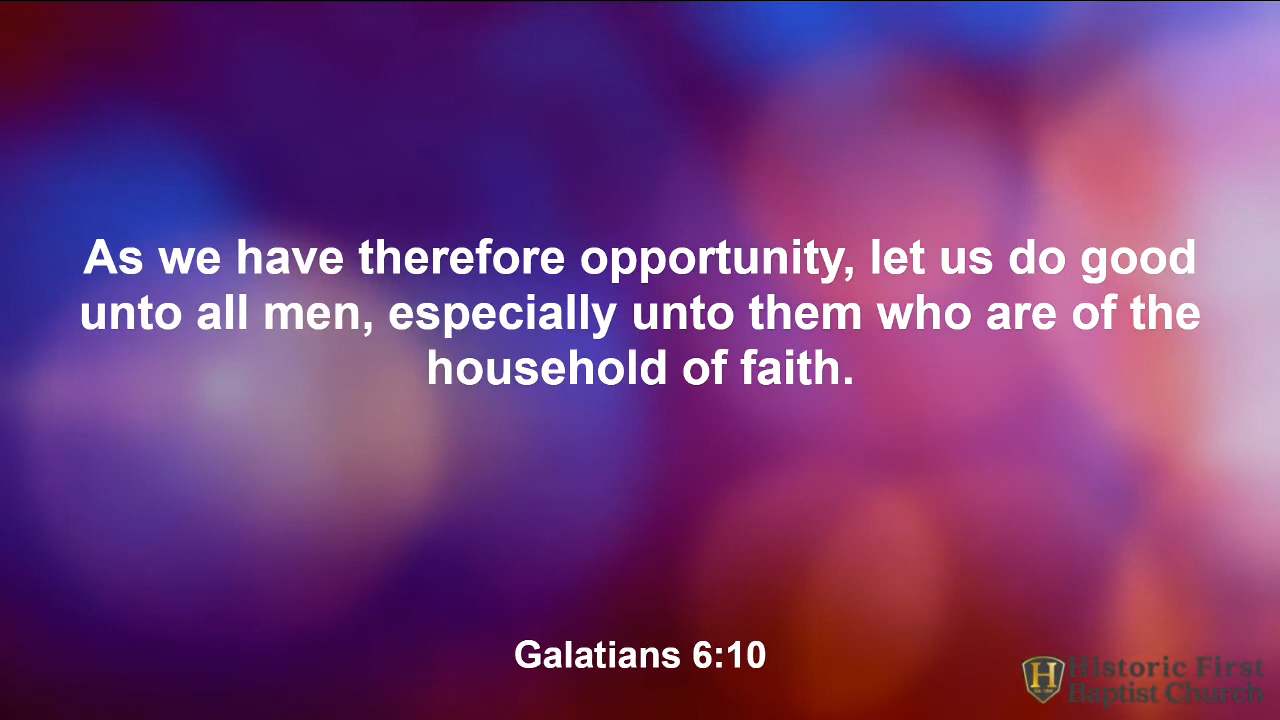 As we have therefore opportunity, let us do good
unto all men, especially unto them who are of the
household of faith.
Galatians 6:10
H
Historic First
Baptist Church